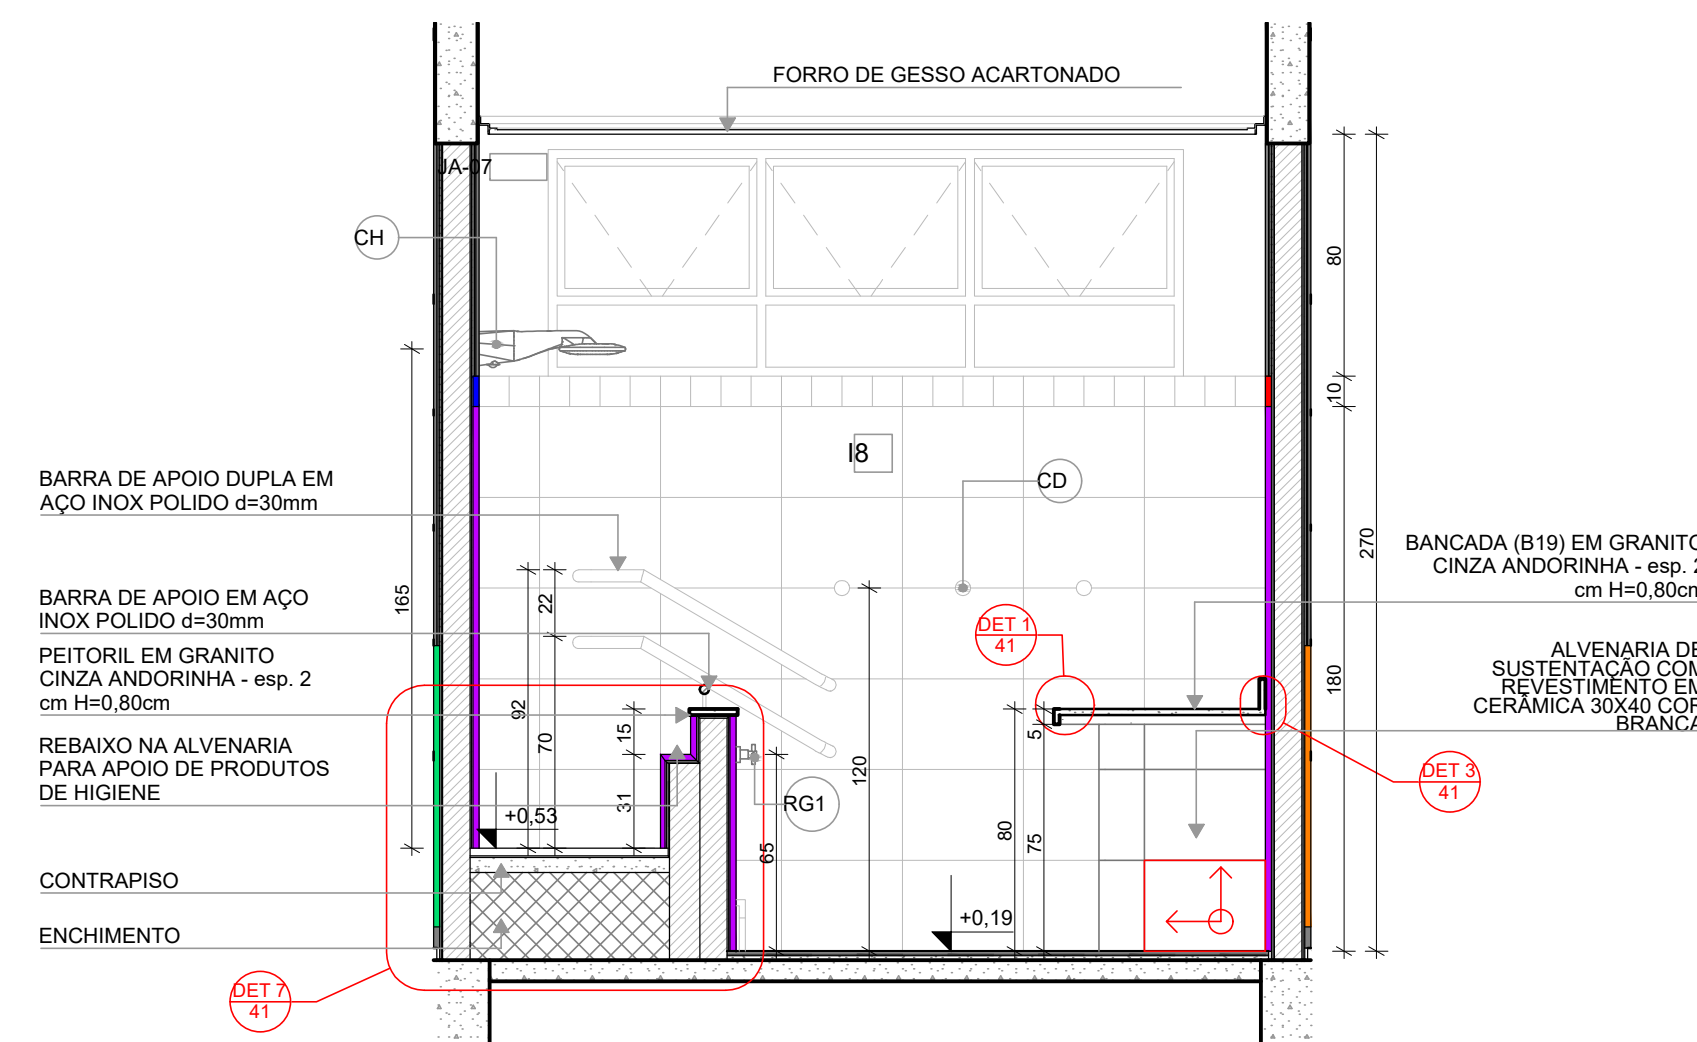 FORRO DE GESSO ACARTONADO
JA-07
CH
80
10
I8
CD
BARRA DE APOIO DUPLA EM
AÇO INOX POLIDO d=30mm
270
BANCADA (B19) EM GRANITO
CINZA ANDORINHA - esp. 2
cm H=0,80cm
165
22
BARRA DE APOIO EM AÇO
INOX POLIDO d=30mm
DET 1
41
PEITORIL EM GRANITO
CINZA ANDORINHA - esp. 2
cm H=0,80cm
ALVENARIA DE
SUSTENTAÇÃO COM
REVESTIMENTO EM
CERÂMICA 30X40 COR
BRANCA
180
92
70
15
5
REBAIXO NA ALVENARIA
PARA APOIO DE PRODUTOS
DE HIGIENE
120
DET 3
41
31
RG1
+0,53
80
75
65
CONTRAPISO
+0,19
ENCHIMENTO
DET 7
41